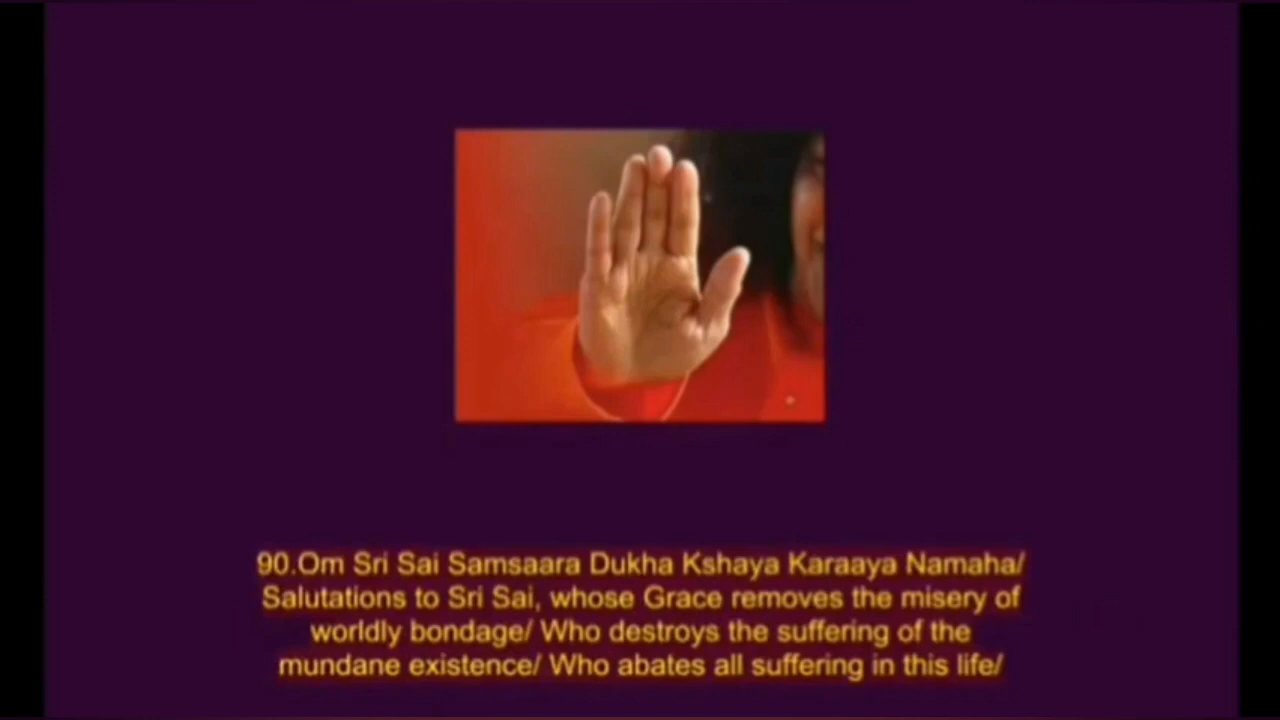 90.Om Sri Sai Samsaara Dukha Kshaya Karaaya Namaha/
Salutations to Sri Sai, whose Grace removes the misery of
worldly bondage/ Who destroys the suffering of the
mundane existence/ Who abates all suffering in this life/